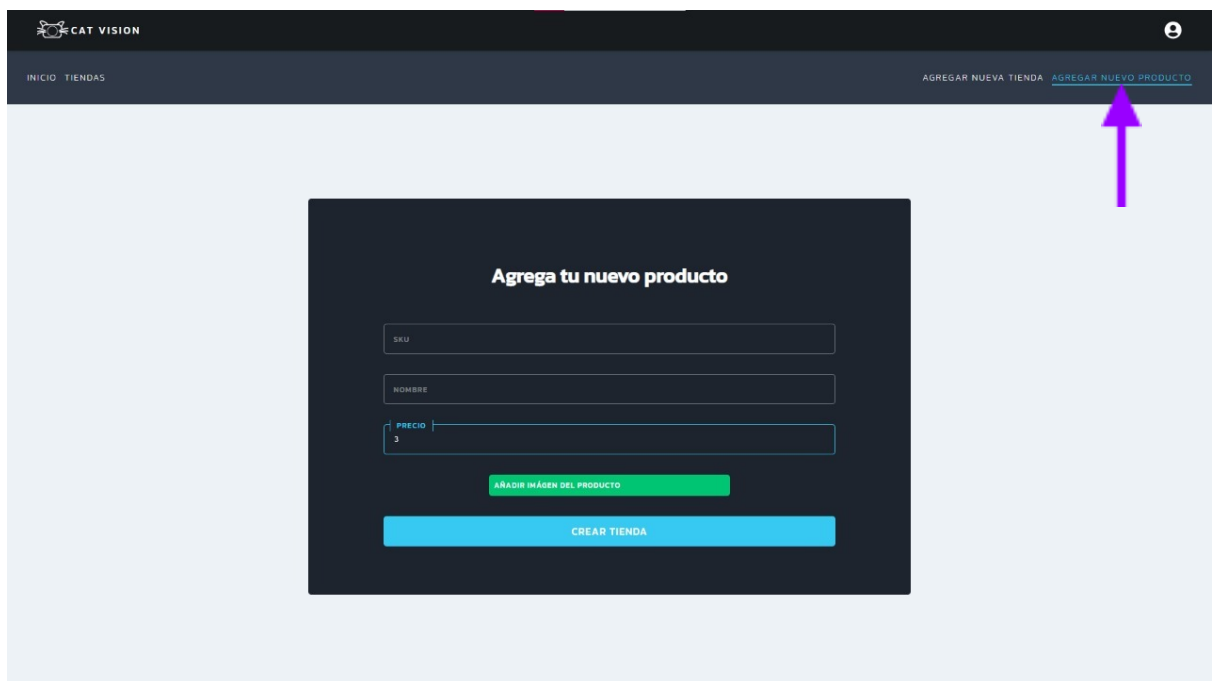 CAT VISION
INICIO TIENDAS
AGREGAR NUEVA TIENDA AGREGAR NUEVO PRODUCTO
Agrega tu nuevo producto
SKU
NOMBRE
PRECIO
3
AÑADIR IMÁGEN DEL PRODUCTO
CREAR TIENDA